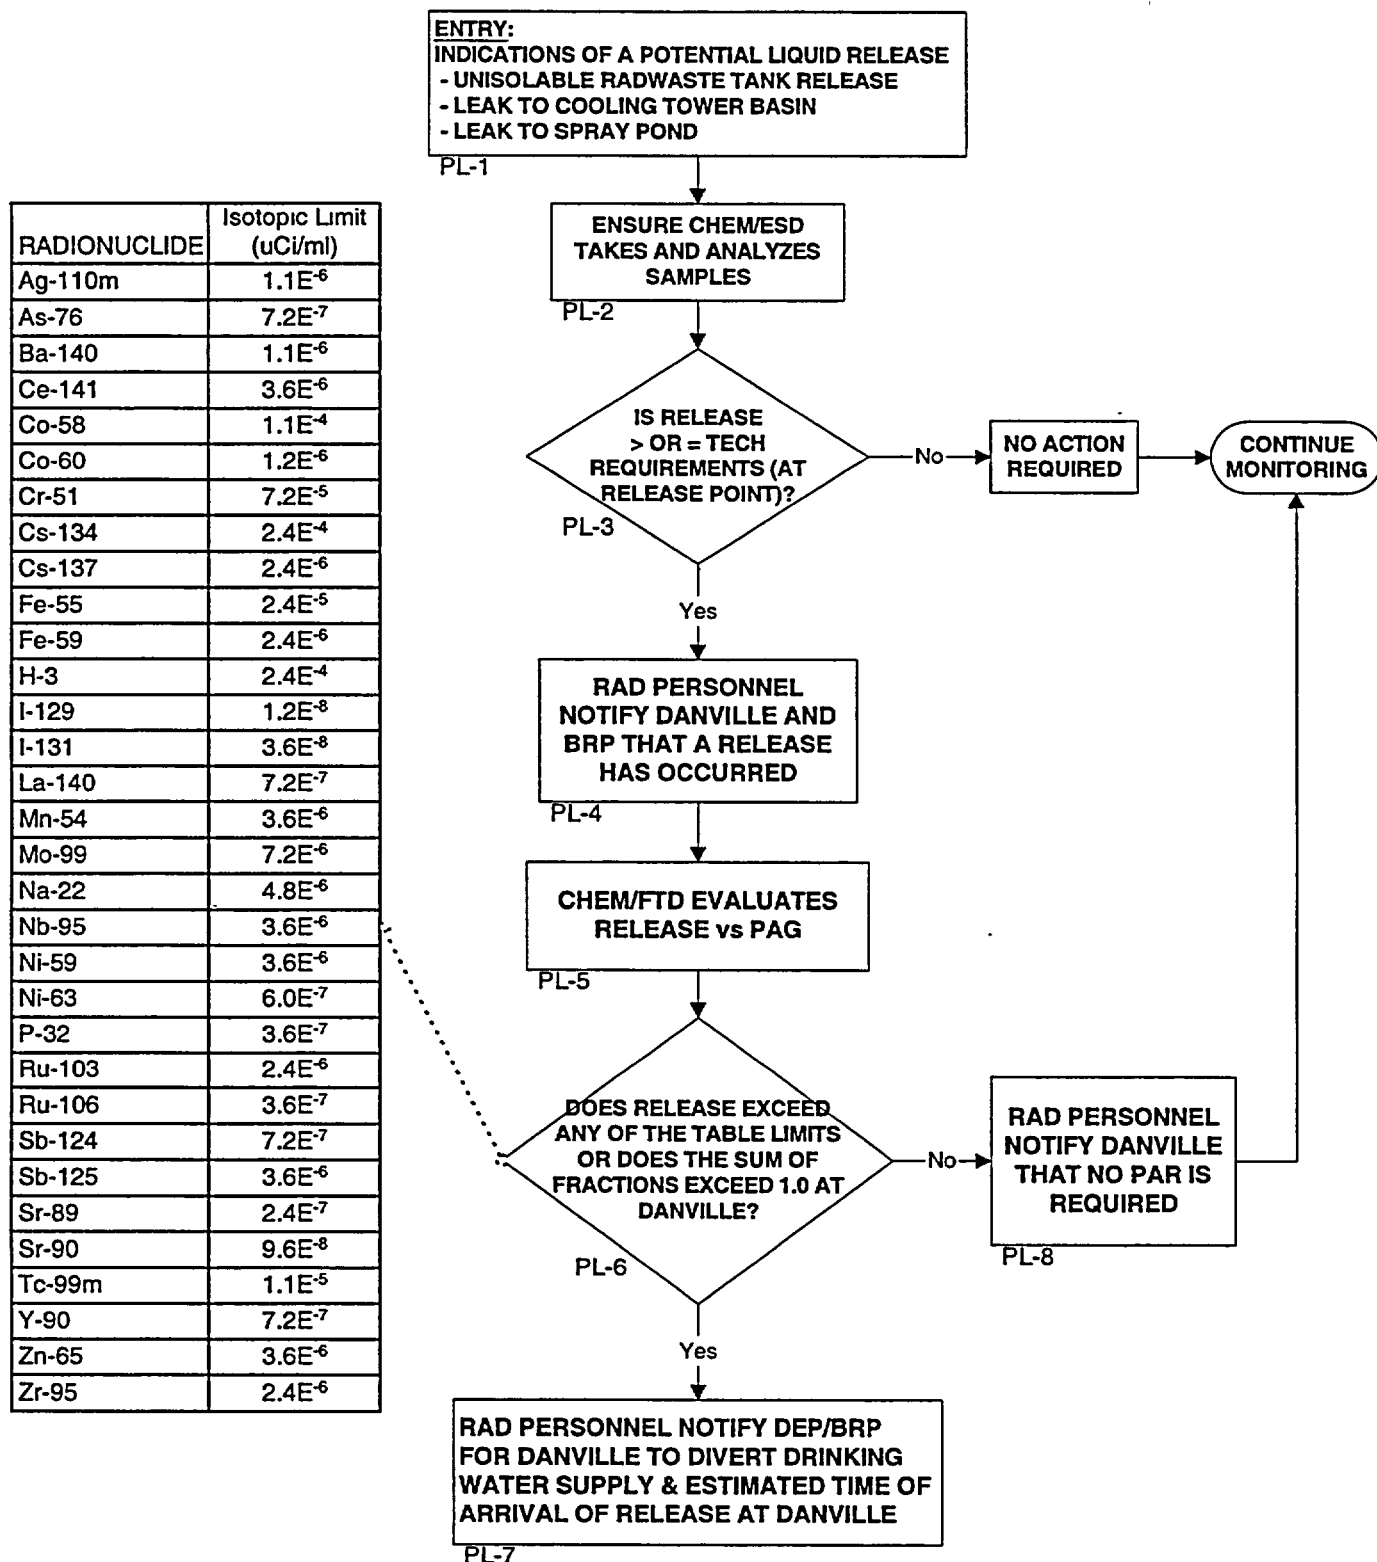 ENTRY:
INDICATIONS OF A POTENTIAL LIQUID RELEASE
- UNISOLABLE RADWASTE TANK RELEASE
- LEAK TO COOLING TOWER BASIN
- LEAK TO SPRAY POND
PL-1
ENSURE CHEM/ESD
TAKES AND ANALYZES
SAMPLES
PL-2
IS RELEASE
> OR = TECH
REQUIREMENTS (AT
RELEASE POINT)?
PL-3
No
NO ACTION
REQUIRED
CONTINUE
MONITORING
Yes
RAD PERSONNEL
NOTIFY DANVILLE AND
BRP THAT A RELEASE
HAS OCCURRED
PL-4
CHEM/FTD EVALUATES
RELEASE vs PAG
PL-5
DOES RELEASE EXCEED
ANY OF THE TABLE LIMITS
OR DOES THE SUM OF
FRACTIONS EXCEED 1.0 AT
DANVILLE?
PL-6
No
RAD PERSONNEL
NOTIFY DANVILLE
THAT NO PAR IS
REQUIRED
PL-8
Yes
RAD PERSONNEL NOTIFY DEP/BRP
FOR DANVILLE TO DIVERT DRINKING
WATER SUPPLY & ESTIMATED TIME OF
ARRIVAL OF RELEASE AT DANVILLE
PL-7
RADIONUCLIDE Isotopic Limit
(uCi/ml)
Ag-110m 1.1E⁻⁶
As-76 7.2E⁻⁷
Ba-140 1.1E⁻⁶
Ce-141 3.6E⁻⁶
Co-58 1.1E⁻⁴
Co-60 1.2E⁻⁶
Cr-51 7.2E⁻⁵
Cs-134 2.4E⁻⁴
Cs-137 2.4E⁻⁶
Fe-55 2.4E⁻⁵
Fe-59 2.4E⁻⁶
H-3 2.4E⁻⁴
I-129 1.2E⁻⁸
I-131 3.6E⁻⁸
La-140 7.2E⁻⁷
Mn-54 3.6E⁻⁶
Mo-99 7.2E⁻⁶
Na-22 4.8E⁻⁶
Nb-95 3.6E⁻⁶
Ni-59 3.6E⁻⁶
Ni-63 6.0E⁻⁷
P-32 3.6E⁻⁷
Ru-103 2.4E⁻⁶
Ru-106 3.6E⁻⁷
Sb-124 7.2E⁻⁷
Sb-125 3.6E⁻⁶
Sr-89 2.4E⁻⁷
Sr-90 9.6E⁻⁸
Tc-99m 1.1E⁻⁵
Y-90 7.2E⁻⁷
Zn-65 3.6E⁻⁶
Zr-95 2.4E⁻⁶